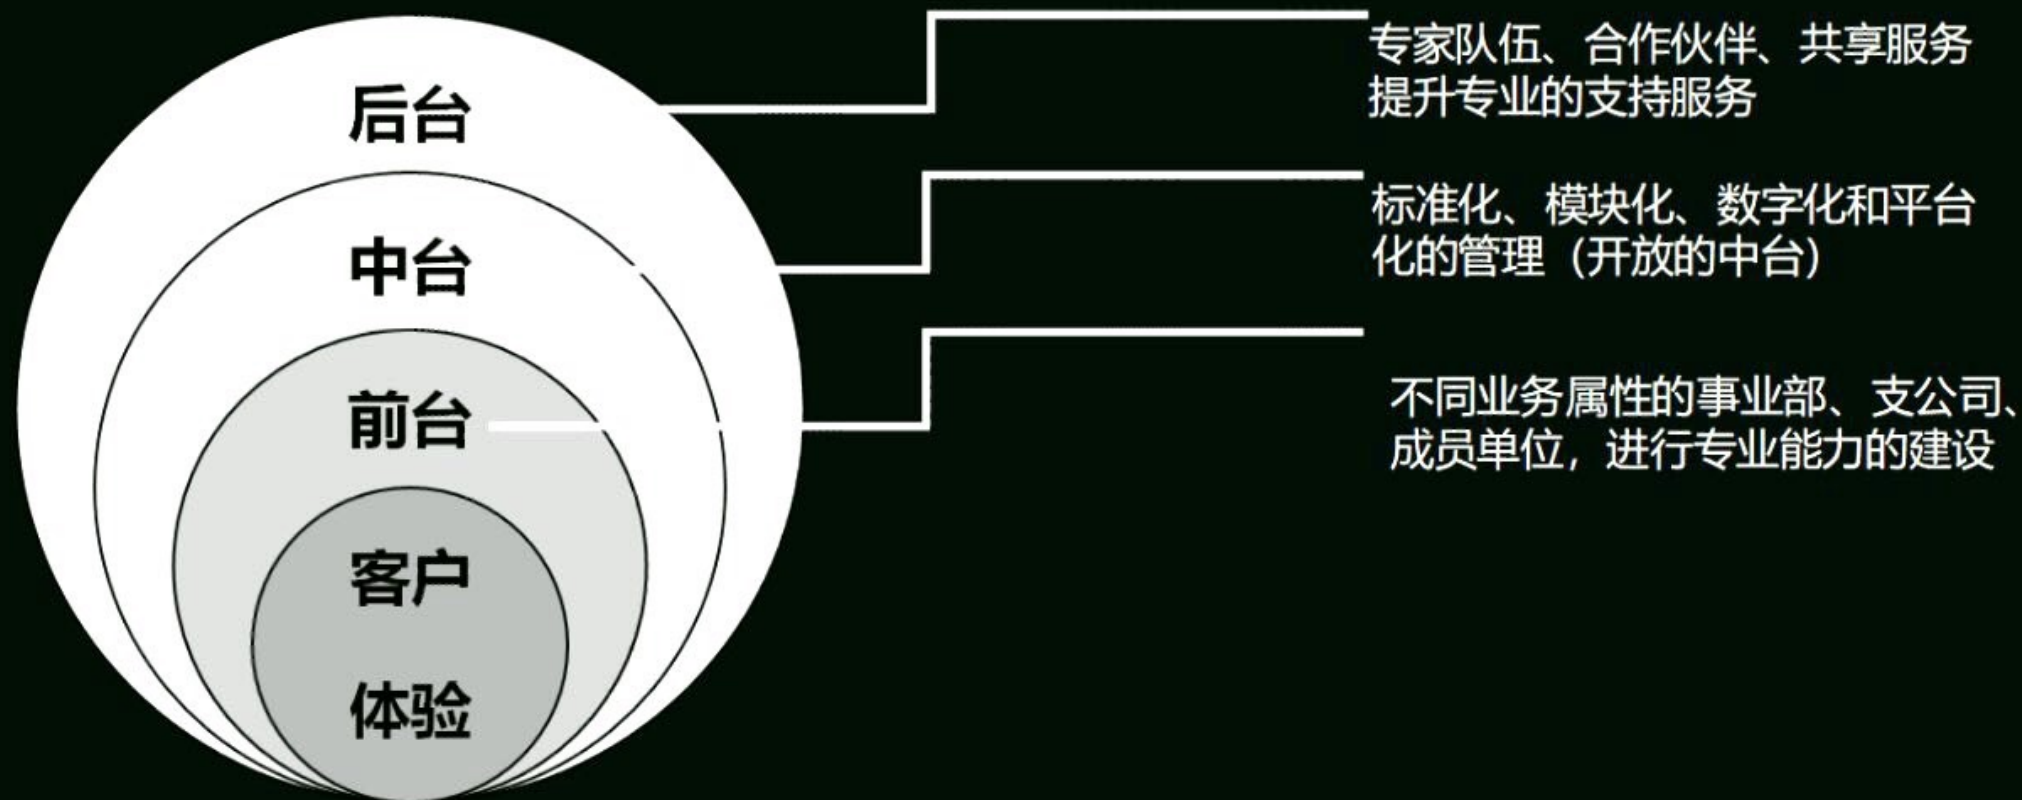 后台
专家队伍、合作伙伴、共享服务
提升专业的支持服务
中台
标准化、模块化、数字化和平台
化的管理（开放的中台）
前台
不同业务属性的事业部、支公司、
成员单位，进行专业能力的建设
客户
体验